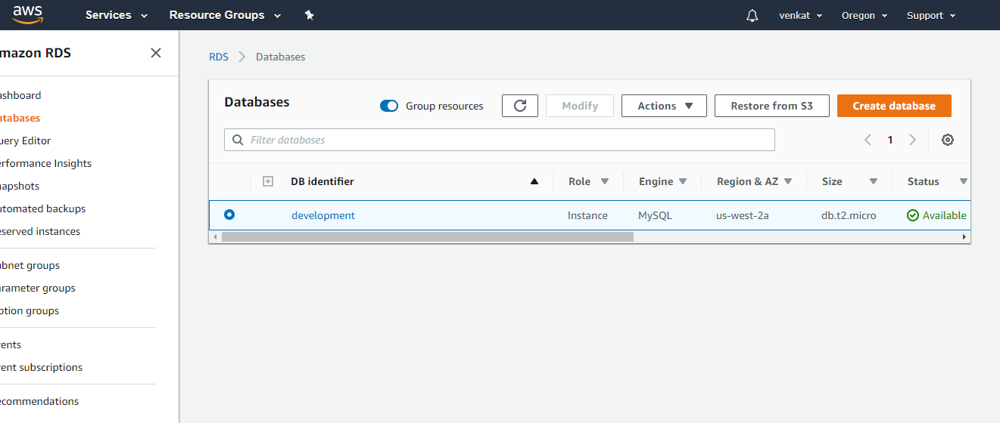 aws Services Resource Groups venkat Oregon Support
mazon RDS
ashboard
atabases
uery Editor
erformance Insights
napshots
utomated backups
eserved instances
ubnet groups
arameter groups
ption groups
vents
vent subscriptions
ecommendations
RDS Databases
Databases Group resources Modify Actions Restore from S3 Create database
Filter databases 1
DB identifier Role Engine Region & AZ Size Status
development Instance MySQL us-west-2a db.t2.micro Available